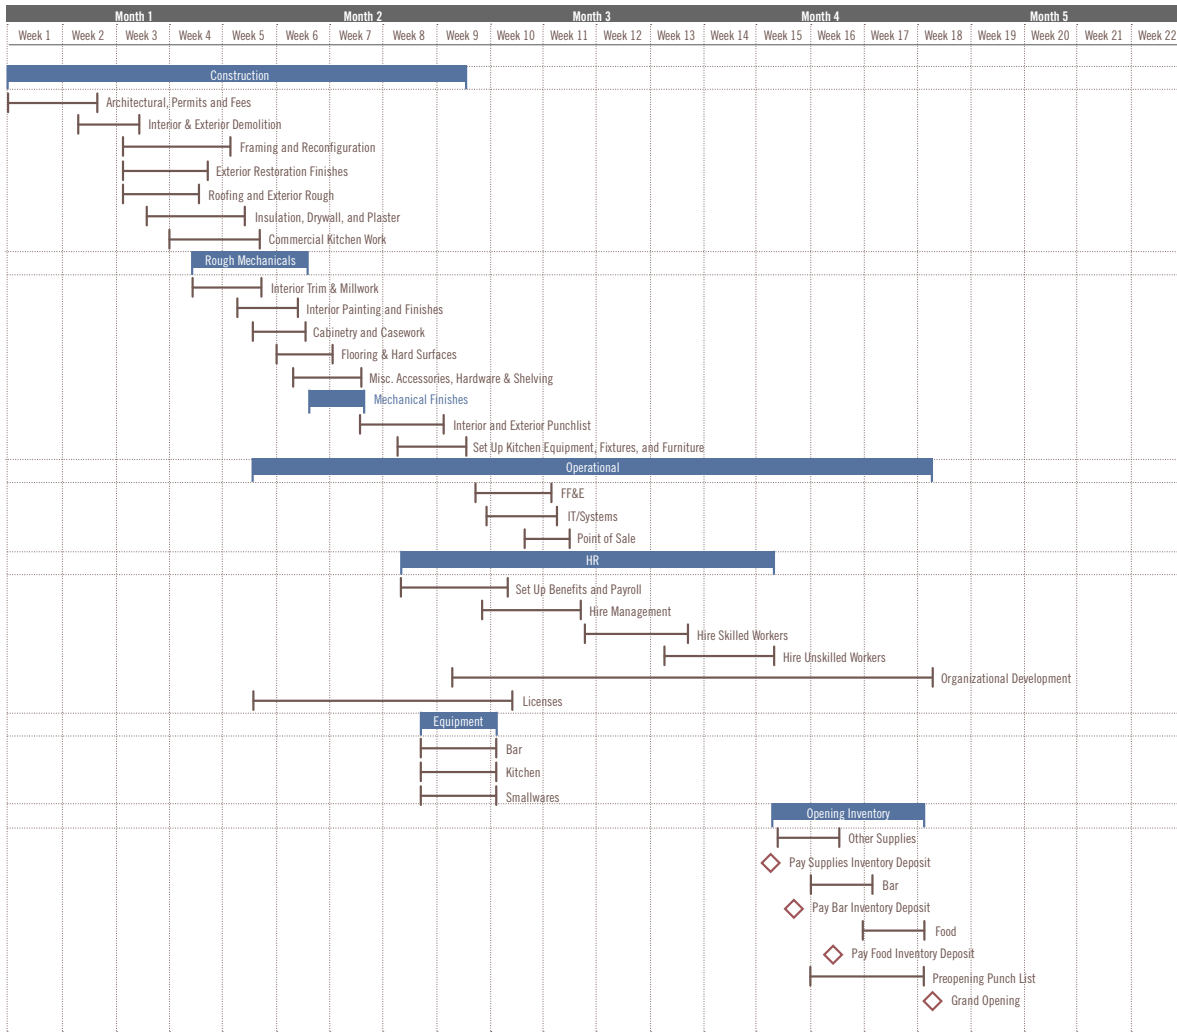 Month 1 Month 2 Month 3 Month 4 Month 5
Week 1 Week 2 Week 3 Week 4 Week 5 Week 6 Week 7 Week 8 Week 9 Week 10 Week 11 Week 12 Week 13 Week 14 Week 15 Week 16 Week 17 Week 18 Week 19 Week 20 Week 21 Week 22
Construction
Architectural, Permits and Fees
Interior & Exterior Demolition
Framing and Reconfiguration
Exterior Restoration Finishes
Roofing and Exterior Rough
Insulation, Drywall, and Plaster
Commercial Kitchen Work
Rough Mechanicals
Interior Trim & Millwork
Interior Painting and Finishes
Cabinetry and Casework
Flooring & Hard Surfaces
Misc. Accessories, Hardware & Shelving
Mechanical Finishes
Interior and Exterior Punchlist
Set Up Kitchen Equipment, Fixtures, and Furniture
Operational
FF&E
IT/Systems
Point of Sale
HR
Set Up Benefits and Payroll
Hire Management
Hire Skilled Workers
Hire Unskilled Workers
Organizational Development
Licenses
Equipment
Bar
Kitchen
Smallwares
Opening Inventory
Other Supplies
Pay Supplies Inventory Deposit
Bar
Pay Bar Inventory Deposit
Food
Pay Food Inventory Deposit
Preopening Punch List
Grand Opening